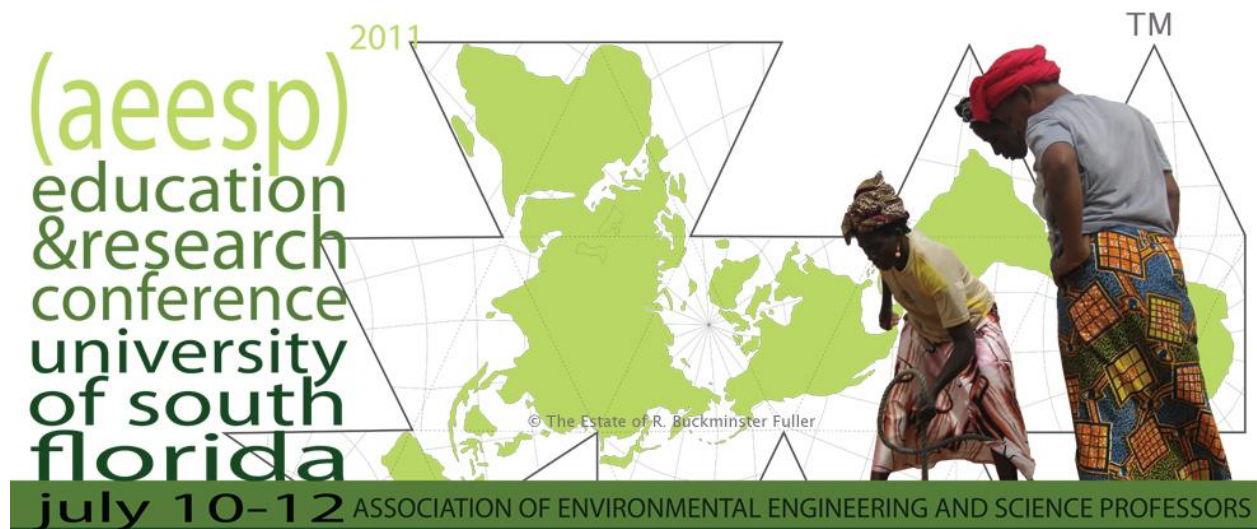 2011
TM
(aeesp)
education
&research
conference
university
of south
florida
© The Estate of R. Buckminster Fuller
july 10-12 ASSOCIATION OF ENVIRONMENTAL ENGINEERING AND SCIENCE PROFESSORS